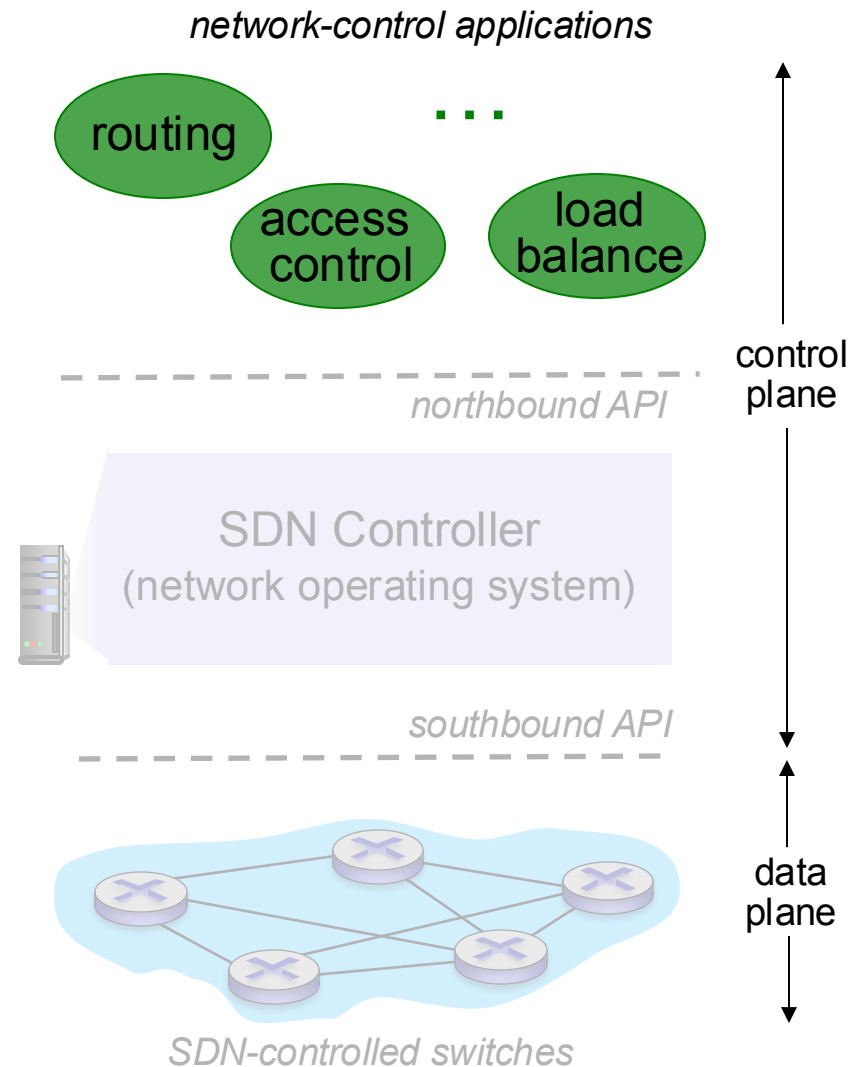 network-control applications
routing
...
access
control
load
balance
control
plane
northbound API
SDN Controller
(network operating system)
southbound API
data
plane
SDN-controlled switches